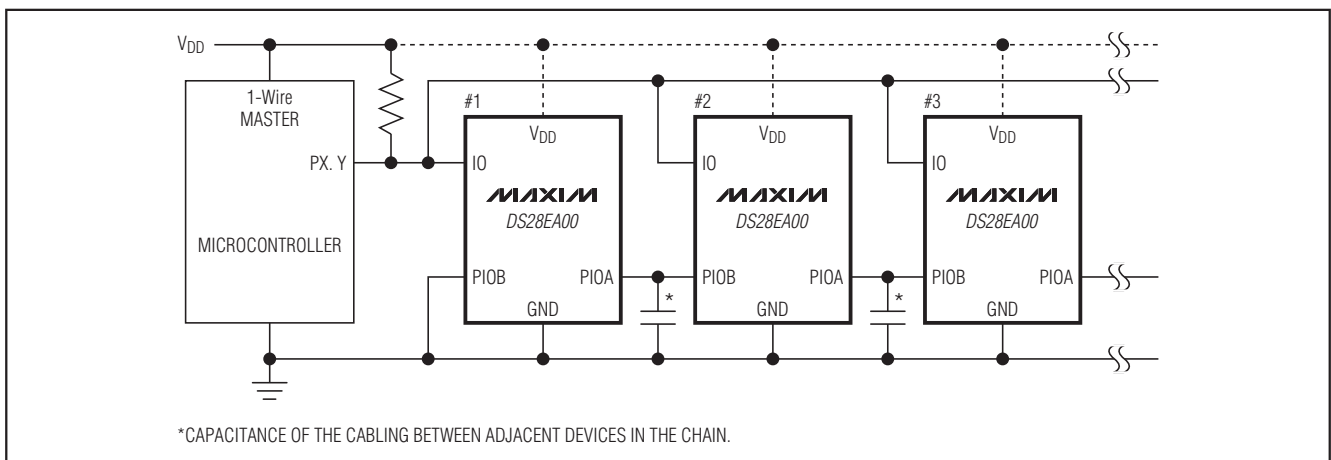 VDD
1-Wire
MASTER
PX. Y
MICROCONTROLLER
#1
VDD
IO
MAXIM
DS28EA00
PIOB
PIOA
GND
*
#2
VDD
IO
MAXIM
DS28EA00
PIOB
PIOA
GND
*
#3
VDD
IO
MAXIM
DS28EA00
PIOB
PIOA
GND
*CAPACITANCE OF THE CABLING BETWEEN ADJACENT DEVICES IN THE CHAIN.